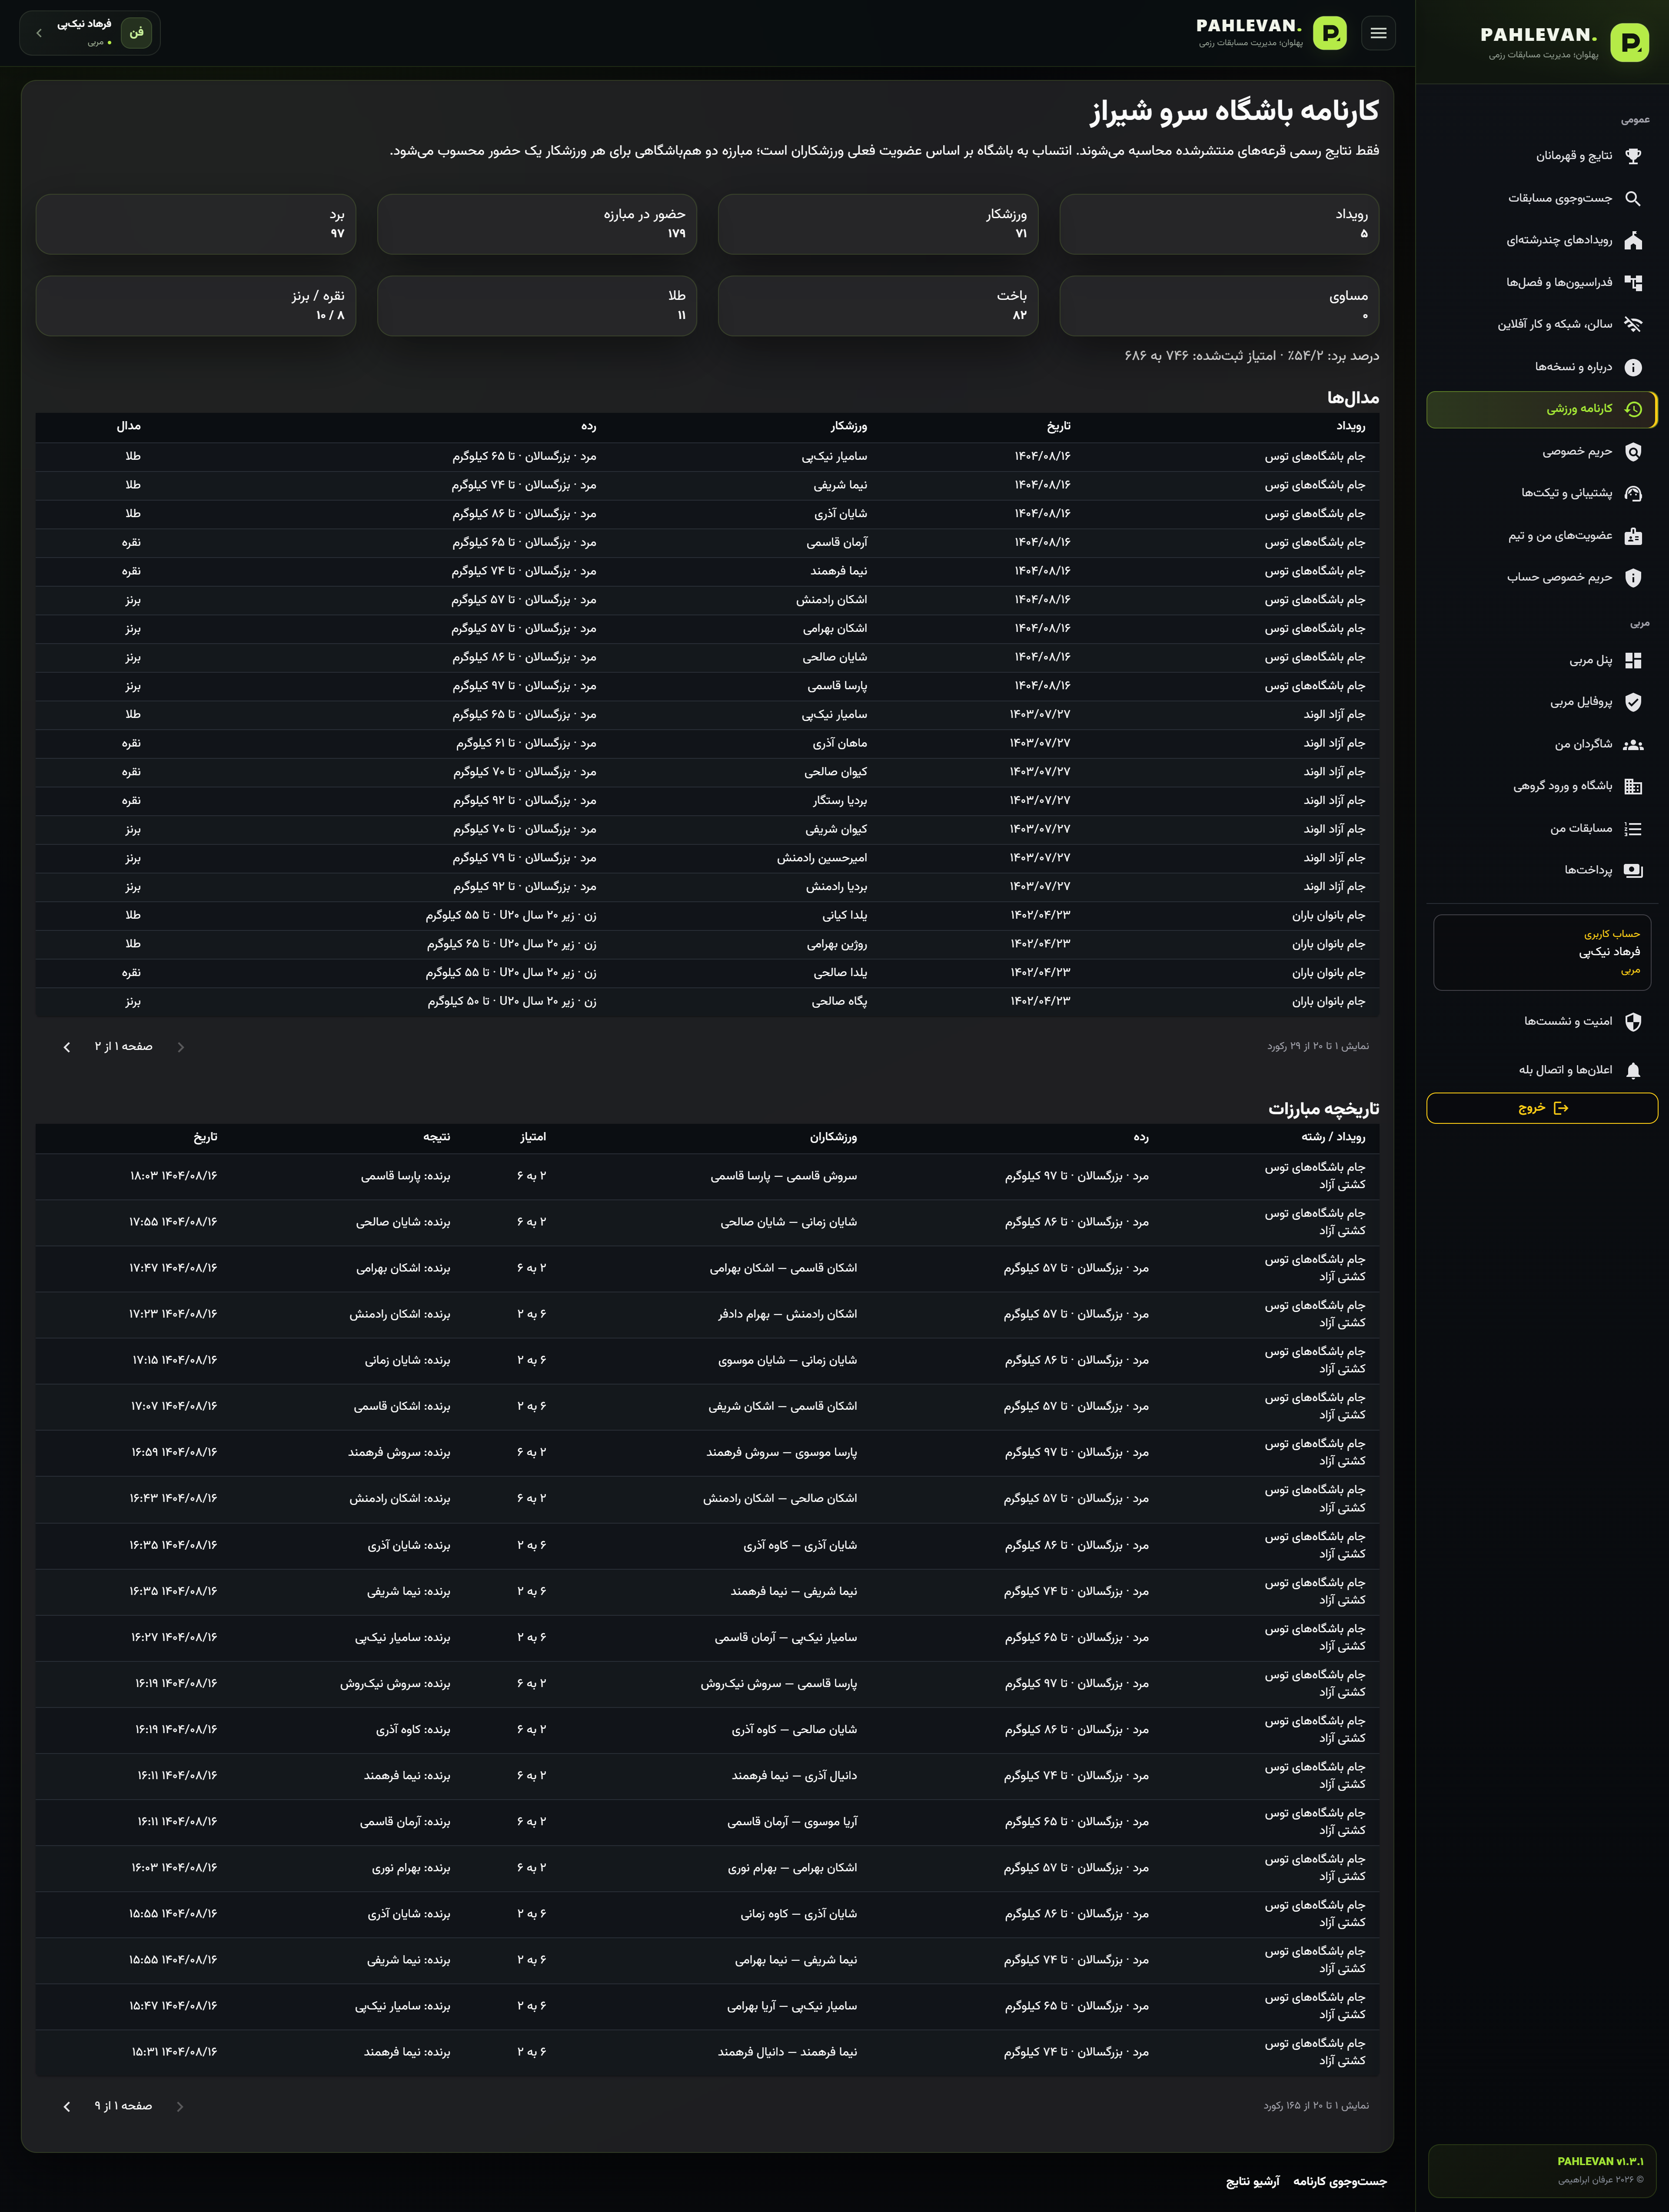 PAHLEVAN.
پهلوان؛ مدیریت مسابقات رزمی
عمومی
نتایج و قهرمانان
جست‌وجوی مسابقات
رویدادهای چندرشته‌ای
فدراسیون‌ها و فصل‌ها
سالن، شبکه و کار آفلاین
درباره و نسخه‌ها
کارنامه ورزشی
حریم خصوصی
پشتیبانی و تیکت‌ها
عضویت‌های من و تیم
حریم خصوصی حساب
مربی
پنل مربی
پروفایل مربی
شاگردان من
باشگاه و ورود گروهی
مسابقات من
پرداخت‌ها
حساب کاربری
فرهاد نیک‌پی
مربی
امنیت و نشست‌ها
اعلان‌ها و اتصال بله
خروج
PAHLEVAN v۱.۳.۱
© ۲۰۲۶ عرفان ابراهیمی
PAHLEVAN.
پهلوان؛ مدیریت مسابقات رزمی
فن
فرهاد نیک‌پی
مربی
کارنامه باشگاه سرو شیراز
فقط نتایج رسمی قرعه‌های منتشرشده محاسبه می‌شوند. انتساب به باشگاه بر اساس عضویت فعلی ورزشکاران است؛ مبارزه دو هم‌باشگاهی برای هر ورزشکار یک حضور محسوب می‌شود.
رویداد
۵
ورزشکار
۷۱
حضور در مبارزه
۱۷۹
برد
۹۷
مساوی
۰
باخت
۸۲
طلا
۱۱
نقره / برنز
۸ / ۱۰
درصد برد: ۵۴/۲٪ · امتیاز ثبت‌شده: ۷۴۶ به ۶۸۶
مدال‌ها
رویداد تاریخ ورزشکار رده مدال
جام باشگاه‌های توس ۱۴۰۴/۰۸/۱۶ سامیار نیک‌پی مرد · بزرگسالان · تا ۶۵ کیلوگرم طلا
جام باشگاه‌های توس ۱۴۰۴/۰۸/۱۶ نیما شریفی مرد · بزرگسالان · تا ۷۴ کیلوگرم طلا
جام باشگاه‌های توس ۱۴۰۴/۰۸/۱۶ شایان آذری مرد · بزرگسالان · تا ۸۶ کیلوگرم طلا
جام باشگاه‌های توس ۱۴۰۴/۰۸/۱۶ آرمان قاسمی مرد · بزرگسالان · تا ۶۵ کیلوگرم نقره
جام باشگاه‌های توس ۱۴۰۴/۰۸/۱۶ نیما فرهمند مرد · بزرگسالان · تا ۷۴ کیلوگرم نقره
جام باشگاه‌های توس ۱۴۰۴/۰۸/۱۶ اشکان رادمنش مرد · بزرگسالان · تا ۵۷ کیلوگرم برنز
جام باشگاه‌های توس ۱۴۰۴/۰۸/۱۶ اشکان بهرامی مرد · بزرگسالان · تا ۵۷ کیلوگرم برنز
جام باشگاه‌های توس ۱۴۰۴/۰۸/۱۶ شایان صالحی مرد · بزرگسالان · تا ۸۶ کیلوگرم برنز
جام باشگاه‌های توس ۱۴۰۴/۰۸/۱۶ پارسا قاسمی مرد · بزرگسالان · تا ۹۷ کیلوگرم برنز
جام آزاد الوند ۱۴۰۳/۰۷/۲۷ سامیار نیک‌پی مرد · بزرگسالان · تا ۶۵ کیلوگرم طلا
جام آزاد الوند ۱۴۰۳/۰۷/۲۷ ماهان آذری مرد · بزرگسالان · تا ۶۱ کیلوگرم نقره
جام آزاد الوند ۱۴۰۳/۰۷/۲۷ کیوان صالحی مرد · بزرگسالان · تا ۷۰ کیلوگرم نقره
جام آزاد الوند ۱۴۰۳/۰۷/۲۷ بردیا رستگار مرد · بزرگسالان · تا ۹۲ کیلوگرم نقره
جام آزاد الوند ۱۴۰۳/۰۷/۲۷ کیوان شریفی مرد · بزرگسالان · تا ۷۰ کیلوگرم برنز
جام آزاد الوند ۱۴۰۳/۰۷/۲۷ امیرحسین رادمنش مرد · بزرگسالان · تا ۷۹ کیلوگرم برنز
جام آزاد الوند ۱۴۰۳/۰۷/۲۷ بردیا رادمنش مرد · بزرگسالان · تا ۹۲ کیلوگرم برنز
جام بانوان باران ۱۴۰۲/۰۴/۲۳ یلدا کیانی زن · زیر ۲۰ سال U۲۰ · تا ۵۵ کیلوگرم طلا
جام بانوان باران ۱۴۰۲/۰۴/۲۳ روژین بهرامی زن · زیر ۲۰ سال U۲۰ · تا ۶۵ کیلوگرم طلا
جام بانوان باران ۱۴۰۲/۰۴/۲۳ یلدا صالحی زن · زیر ۲۰ سال U۲۰ · تا ۵۵ کیلوگرم نقره
جام بانوان باران ۱۴۰۲/۰۴/۲۳ پگاه صالحی زن · زیر ۲۰ سال U۲۰ · تا ۵۰ کیلوگرم برنز
نمایش ۱ تا ۲۰ از ۲۹ رکورد
صفحه ۱ از ۲
تاریخچه مبارزات
رویداد / رشته رده ورزشکاران امتیاز نتیجه تاریخ
جام باشگاه‌های توس
کشتی آزاد مرد · بزرگسالان · تا ۹۷ کیلوگرم سروش قاسمی — پارسا قاسمی ۲ به ۶ برنده: پارسا قاسمی ۱۴۰۴/۰۸/۱۶ ۱۸:۰۳
جام باشگاه‌های توس
کشتی آزاد مرد · بزرگسالان · تا ۸۶ کیلوگرم شایان زمانی — شایان صالحی ۲ به ۶ برنده: شایان صالحی ۱۴۰۴/۰۸/۱۶ ۱۷:۵۵
جام باشگاه‌های توس
کشتی آزاد مرد · بزرگسالان · تا ۵۷ کیلوگرم اشکان قاسمی — اشکان بهرامی ۲ به ۶ برنده: اشکان بهرامی ۱۴۰۴/۰۸/۱۶ ۱۷:۴۷
جام باشگاه‌های توس
کشتی آزاد مرد · بزرگسالان · تا ۵۷ کیلوگرم اشکان رادمنش — بهرام دادفر ۶ به ۲ برنده: اشکان رادمنش ۱۴۰۴/۰۸/۱۶ ۱۷:۲۳
جام باشگاه‌های توس
کشتی آزاد مرد · بزرگسالان · تا ۸۶ کیلوگرم شایان زمانی — شایان موسوی ۶ به ۲ برنده: شایان زمانی ۱۴۰۴/۰۸/۱۶ ۱۷:۱۵
جام باشگاه‌های توس
کشتی آزاد مرد · بزرگسالان · تا ۵۷ کیلوگرم اشکان قاسمی — اشکان شریفی ۶ به ۲ برنده: اشکان قاسمی ۱۴۰۴/۰۸/۱۶ ۱۷:۰۷
جام باشگاه‌های توس
کشتی آزاد مرد · بزرگسالان · تا ۹۷ کیلوگرم پارسا موسوی — سروش فرهمند ۲ به ۶ برنده: سروش فرهمند ۱۴۰۴/۰۸/۱۶ ۱۶:۵۹
جام باشگاه‌های توس
کشتی آزاد مرد · بزرگسالان · تا ۵۷ کیلوگرم اشکان صالحی — اشکان رادمنش ۲ به ۶ برنده: اشکان رادمنش ۱۴۰۴/۰۸/۱۶ ۱۶:۴۳
جام باشگاه‌های توس
کشتی آزاد مرد · بزرگسالان · تا ۸۶ کیلوگرم شایان آذری — کاوه آذری ۶ به ۲ برنده: شایان آذری ۱۴۰۴/۰۸/۱۶ ۱۶:۳۵
جام باشگاه‌های توس
کشتی آزاد مرد · بزرگسالان · تا ۷۴ کیلوگرم نیما شریفی — نیما فرهمند ۶ به ۲ برنده: نیما شریفی ۱۴۰۴/۰۸/۱۶ ۱۶:۳۵
جام باشگاه‌های توس
کشتی آزاد مرد · بزرگسالان · تا ۶۵ کیلوگرم سامیار نیک‌پی — آرمان قاسمی ۶ به ۲ برنده: سامیار نیک‌پی ۱۴۰۴/۰۸/۱۶ ۱۶:۲۷
جام باشگاه‌های توس
کشتی آزاد مرد · بزرگسالان · تا ۹۷ کیلوگرم پارسا قاسمی — سروش نیک‌روش ۲ به ۶ برنده: سروش نیک‌روش ۱۴۰۴/۰۸/۱۶ ۱۶:۱۹
جام باشگاه‌های توس
کشتی آزاد مرد · بزرگسالان · تا ۸۶ کیلوگرم شایان صالحی — کاوه آذری ۲ به ۶ برنده: کاوه آذری ۱۴۰۴/۰۸/۱۶ ۱۶:۱۹
جام باشگاه‌های توس
کشتی آزاد مرد · بزرگسالان · تا ۷۴ کیلوگرم دانیال آذری — نیما فرهمند ۲ به ۶ برنده: نیما فرهمند ۱۴۰۴/۰۸/۱۶ ۱۶:۱۱
جام باشگاه‌های توس
کشتی آزاد مرد · بزرگسالان · تا ۶۵ کیلوگرم آریا موسوی — آرمان قاسمی ۲ به ۶ برنده: آرمان قاسمی ۱۴۰۴/۰۸/۱۶ ۱۶:۱۱
جام باشگاه‌های توس
کشتی آزاد مرد · بزرگسالان · تا ۵۷ کیلوگرم اشکان بهرامی — بهرام نوری ۲ به ۶ برنده: بهرام نوری ۱۴۰۴/۰۸/۱۶ ۱۶:۰۳
جام باشگاه‌های توس
کشتی آزاد مرد · بزرگسالان · تا ۸۶ کیلوگرم شایان آذری — کاوه زمانی ۶ به ۲ برنده: شایان آذری ۱۴۰۴/۰۸/۱۶ ۱۵:۵۵
جام باشگاه‌های توس
کشتی آزاد مرد · بزرگسالان · تا ۷۴ کیلوگرم نیما شریفی — نیما بهرامی ۶ به ۲ برنده: نیما شریفی ۱۴۰۴/۰۸/۱۶ ۱۵:۵۵
جام باشگاه‌های توس
کشتی آزاد مرد · بزرگسالان · تا ۶۵ کیلوگرم سامیار نیک‌پی — آریا بهرامی ۶ به ۲ برنده: سامیار نیک‌پی ۱۴۰۴/۰۸/۱۶ ۱۵:۴۷
جام باشگاه‌های توس
کشتی آزاد مرد · بزرگسالان · تا ۷۴ کیلوگرم نیما فرهمند — دانیال فرهمند ۶ به ۲ برنده: نیما فرهمند ۱۴۰۴/۰۸/۱۶ ۱۵:۳۱
نمایش ۱ تا ۲۰ از ۱۶۵ رکورد
صفحه ۱ از ۹
جست‌وجوی کارنامه
آرشیو نتایج